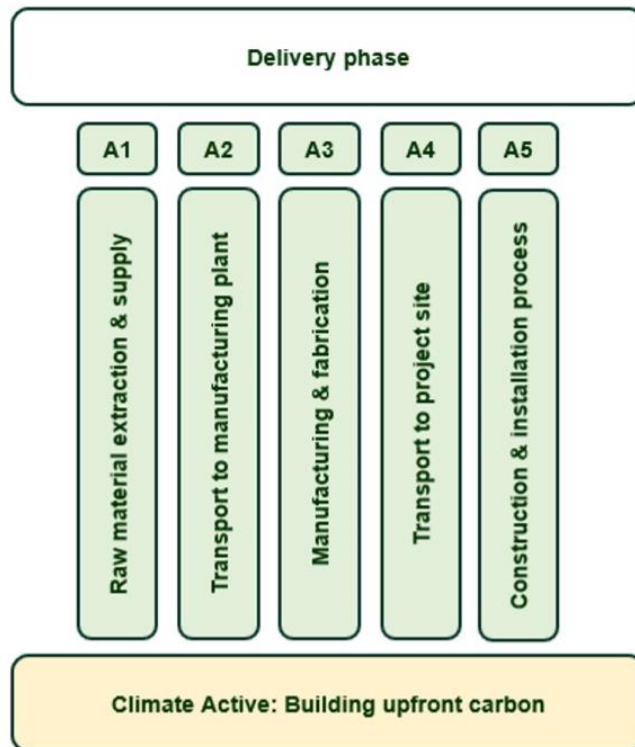 Delivery phase
A1
A2
A3
A4
A5
Raw material extraction & supply
Transport to manufacturing plant
Manufacturing & fabrication
Transport to project site
Construction & installation process
Climate Active: Building upfront carbon